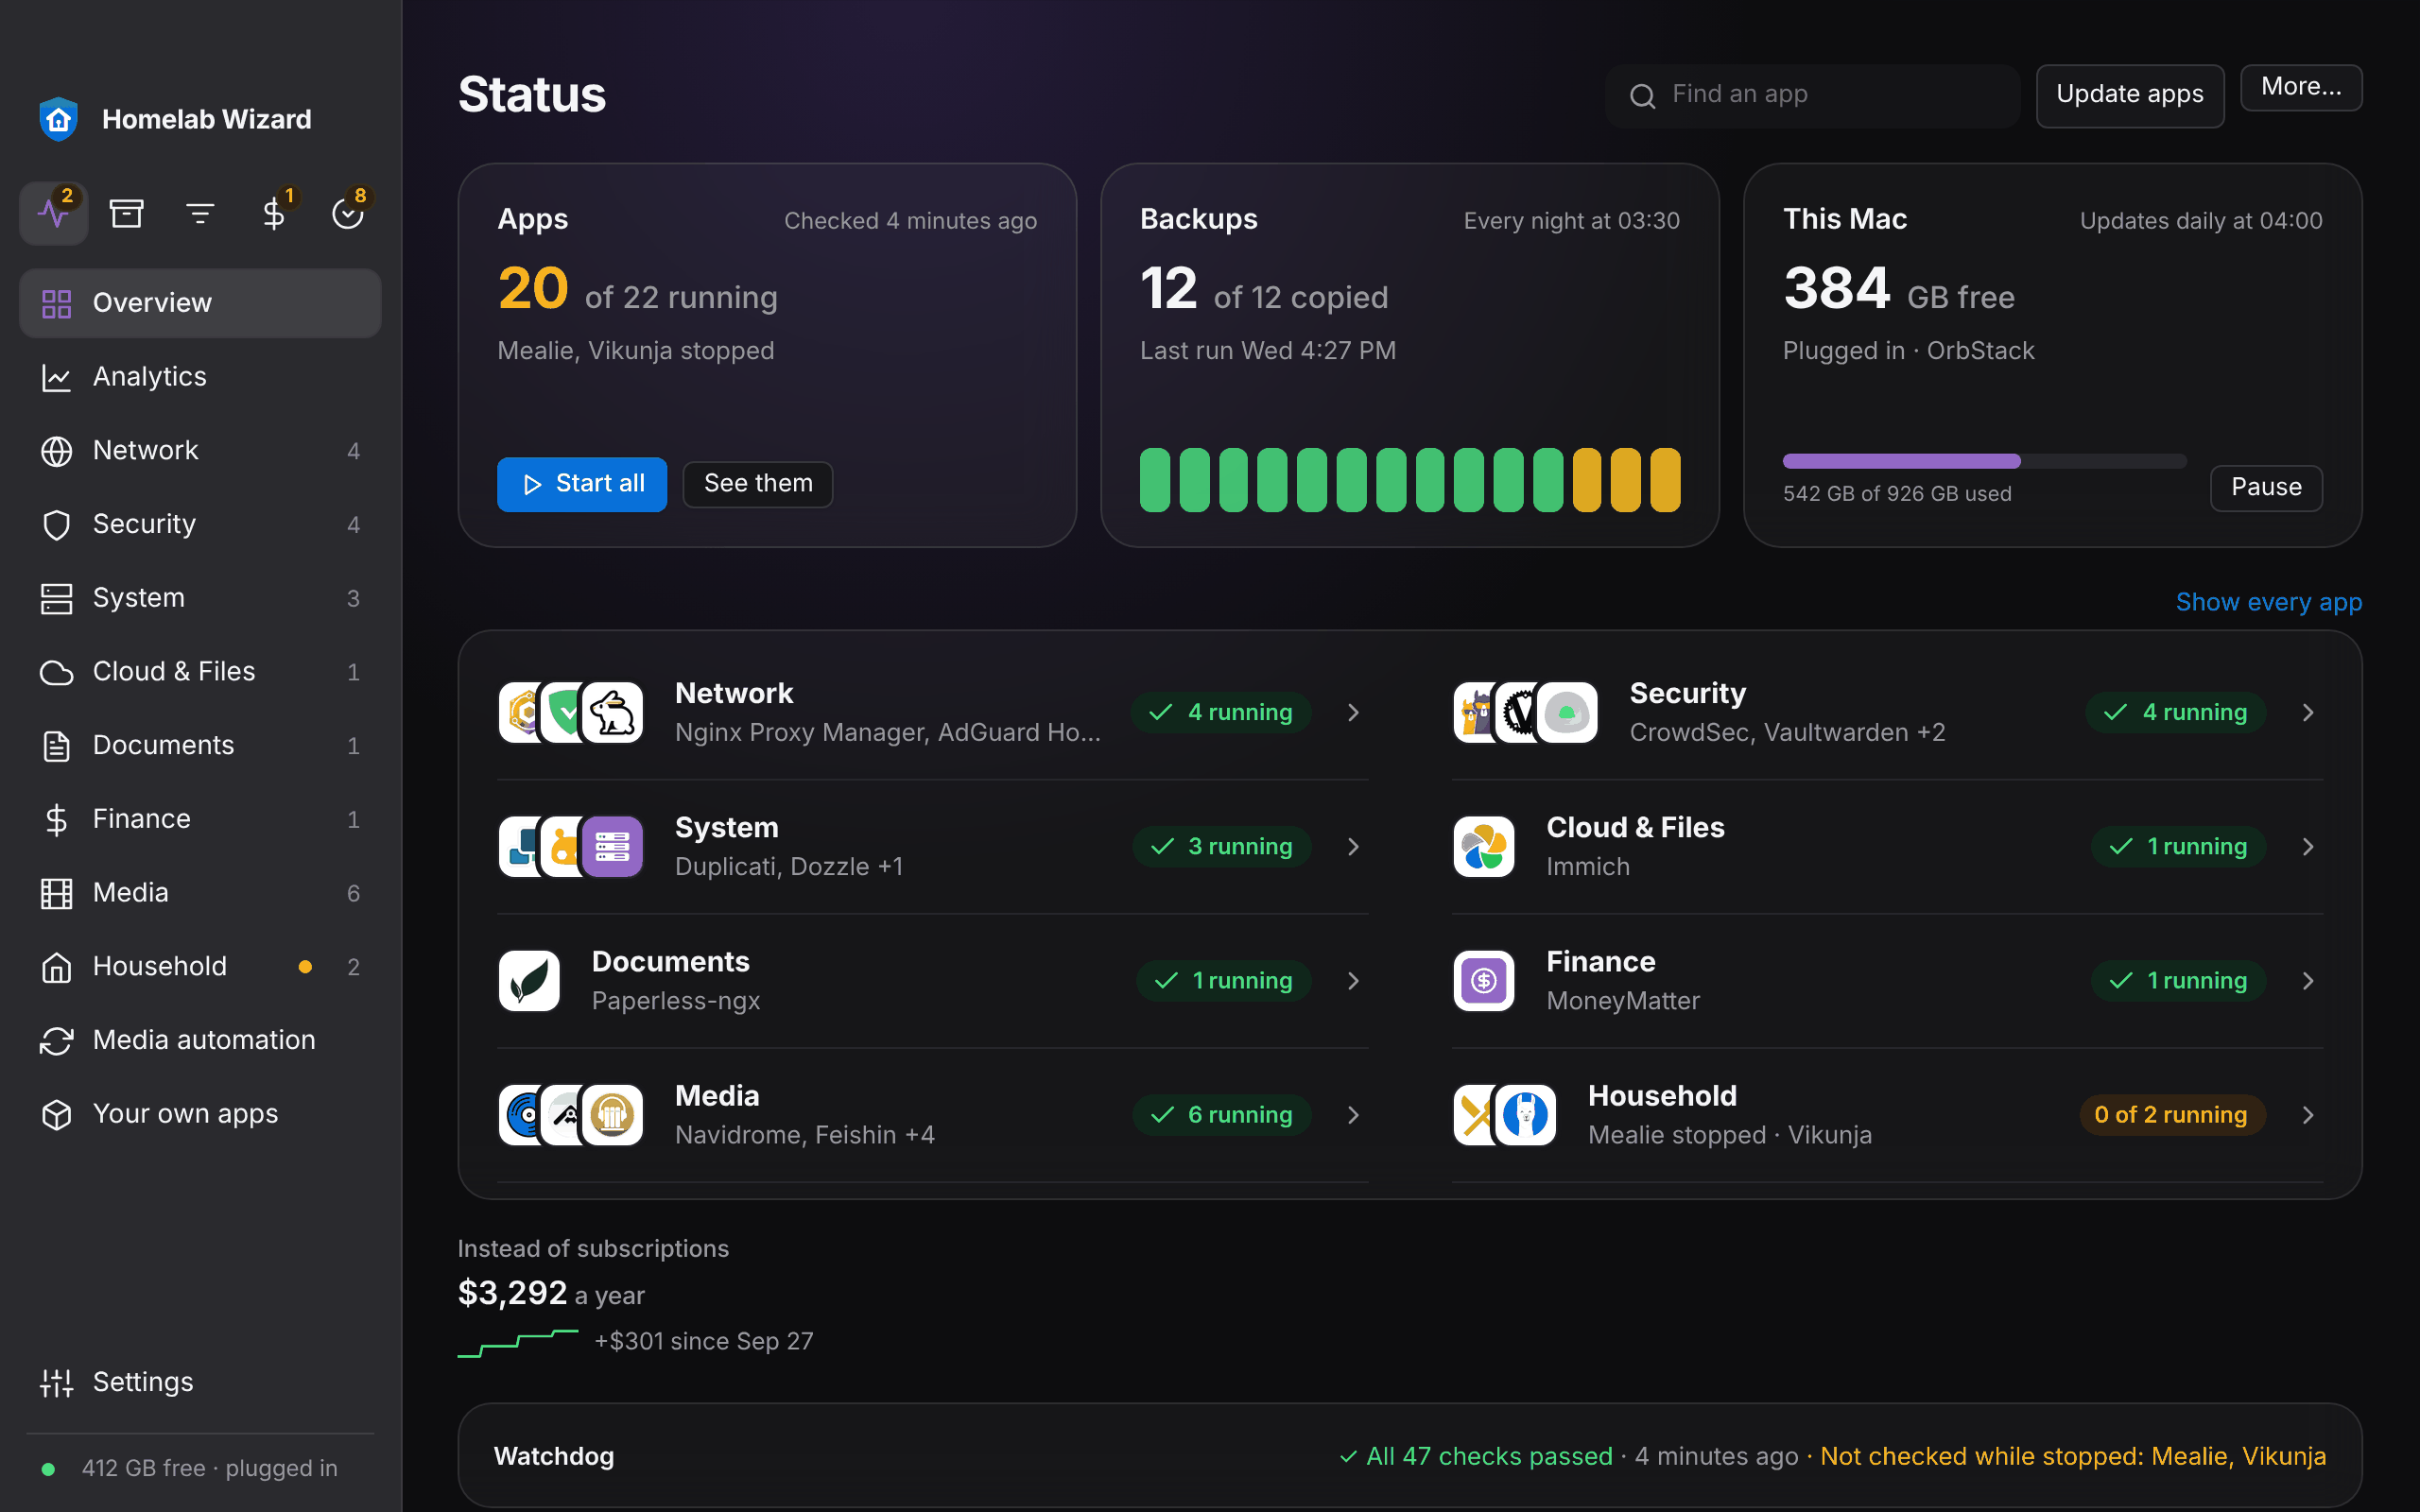 Homelab Wizard
2
1
8
Overview
Analytics
Network 4
Security 4
System 3
Cloud & Files 1
Documents 1
Finance 1
Media 6
Household 2
Media automation
Your own apps
Settings
412 GB free · plugged in
Status
Find an app
Update apps
More...
Apps
Checked 4 minutes ago
20 of 22 running
Mealie, Vikunja stopped
Start all
See them
Backups
Every night at 03:30
12 of 12 copied
Last run Wed 4:27 PM
This Mac
Updates daily at 04:00
384 GB free
Plugged in · OrbStack
542 GB of 926 GB used
Pause
Show every app
Network
Nginx Proxy Manager, AdGuard Ho...
4 running
Security
CrowdSec, Vaultwarden +2
4 running
System
Duplicati, Dozzle +1
3 running
Cloud & Files
Immich
1 running
Documents
Paperless-ngx
1 running
Finance
MoneyMatter
1 running
Media
Navidrome, Feishin +4
6 running
Household
Mealie stopped · Vikunja
0 of 2 running
Instead of subscriptions
$3,292 a year
+$301 since Sep 27
Watchdog
All 47 checks passed · 4 minutes ago · Not checked while stopped: Mealie, Vikunja